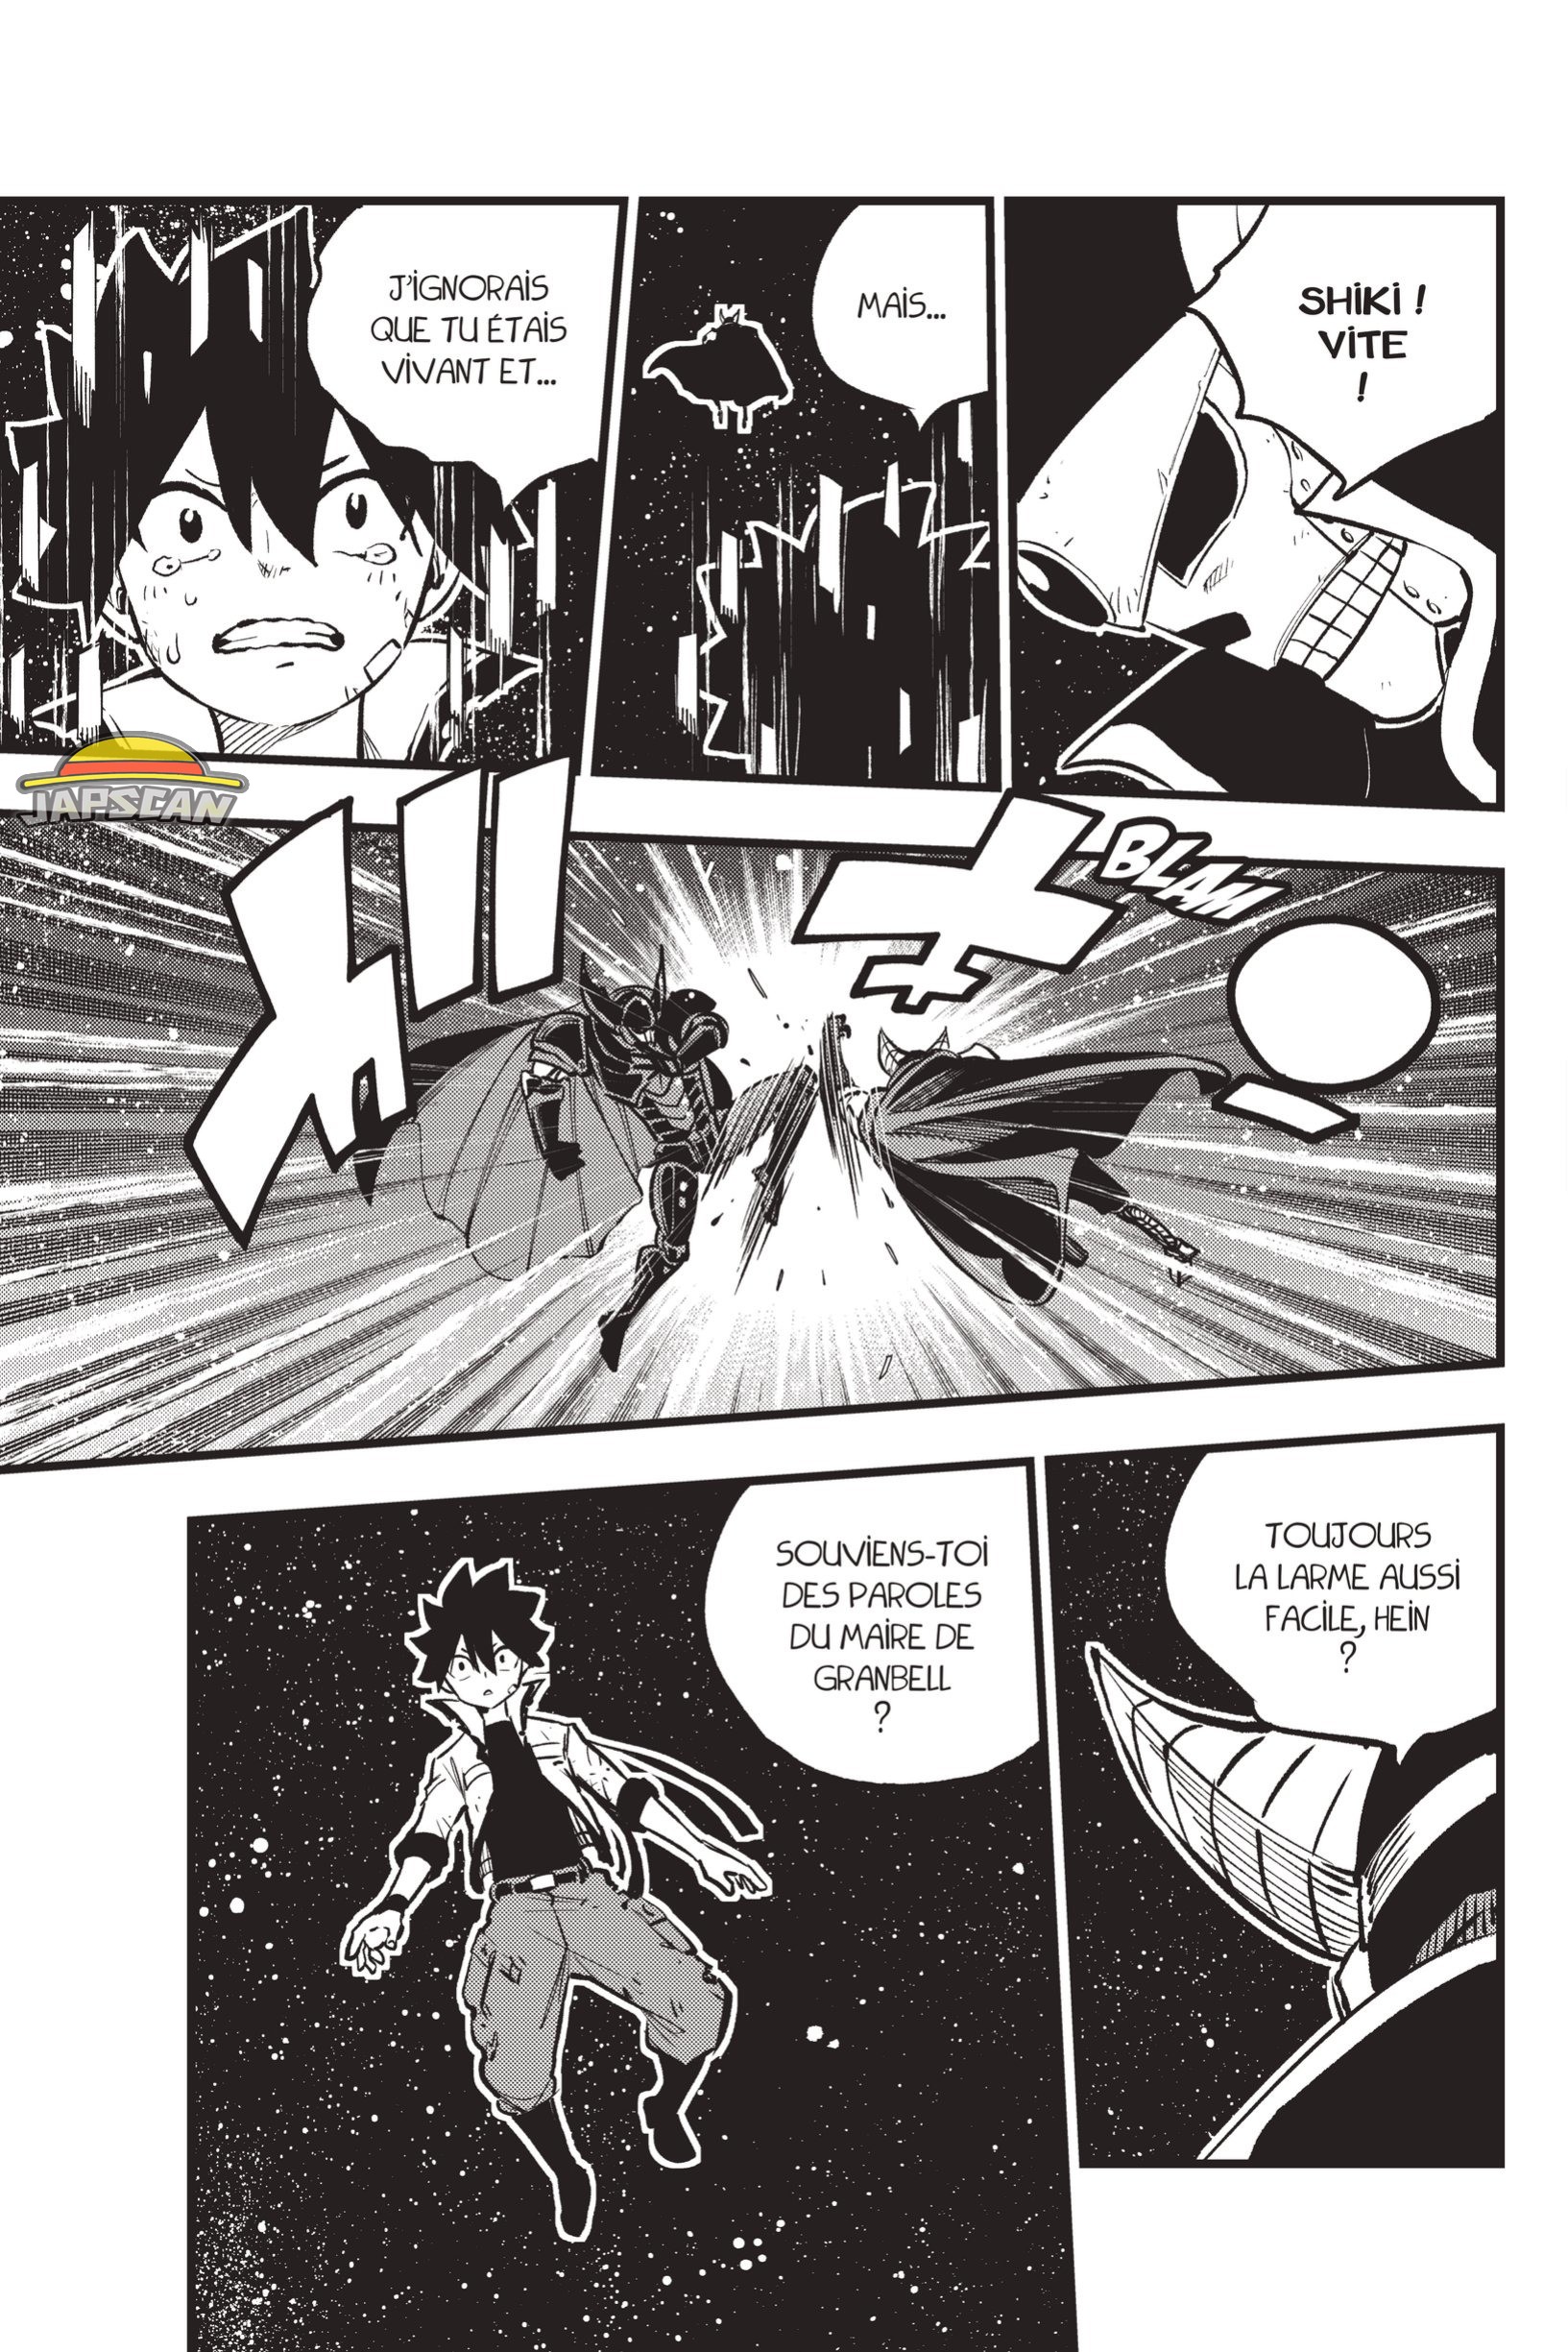 SHiKi !
ViTE
!
MAiS...
J'iGNORAiS
QUE TU ÉTAiS
ViVANT ET...
JAPSCAN
BLAM
TOUJOURS
LA LARME AUSSi
FACiLE, HEiN
?
SOUViENS-TOi
DES PAROLES
DU MAiRE DE
GRANBELL
?